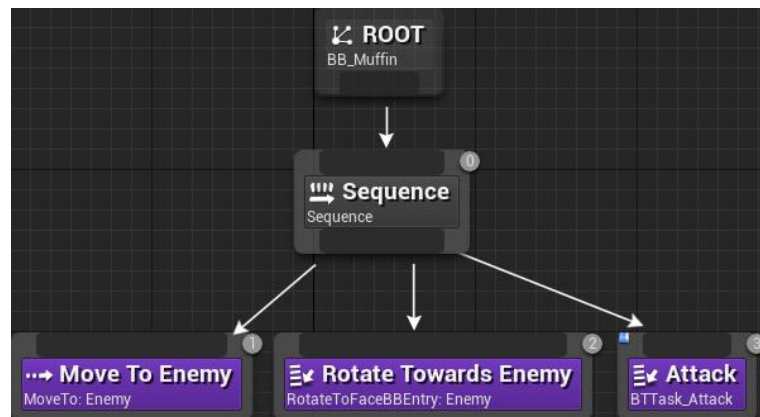 ROOT
BB_Muffin
0
Sequence
Sequence
1
2
3
Move To Enemy
MoveTo: Enemy
Rotate Towards Enemy
RotateToFaceBBEntry: Enemy
Attack
BTTask_Attack